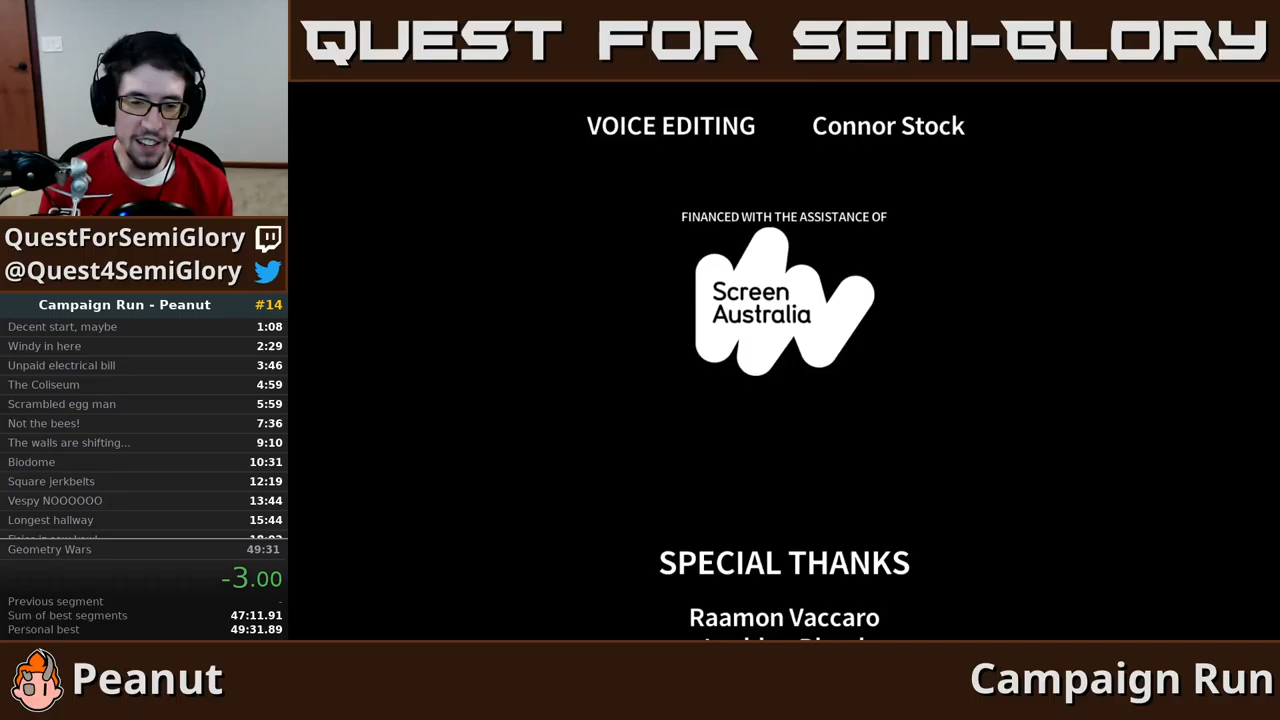 QUEST FOR SEMI-GLORY
VOICE EDITING Connor Stock
FINANCED WITH THE ASSISTANCE OF
Screen
Australia
SPECIAL THANKS
Raamon Vaccaro
QuestForSemiGlory
@Quest4SemiGlory
Campaign Run - Peanut #14
Decent start, maybe 1:08
Windy in here 2:29
Unpaid electrical bill 3:46
The Coliseum 4:59
Scrambled egg man 5:59
Not the bees! 7:36
The walls are shifting... 9:10
Biodome 10:31
Square jerkbelts 12:19
Vespy NOOOOOO 13:44
Longest hallway 15:44
Geometry Wars 49:31
-3.00
Previous segment -
Sum of best segments 47:11.91
Personal best 49:31.89
Peanut
Campaign Run